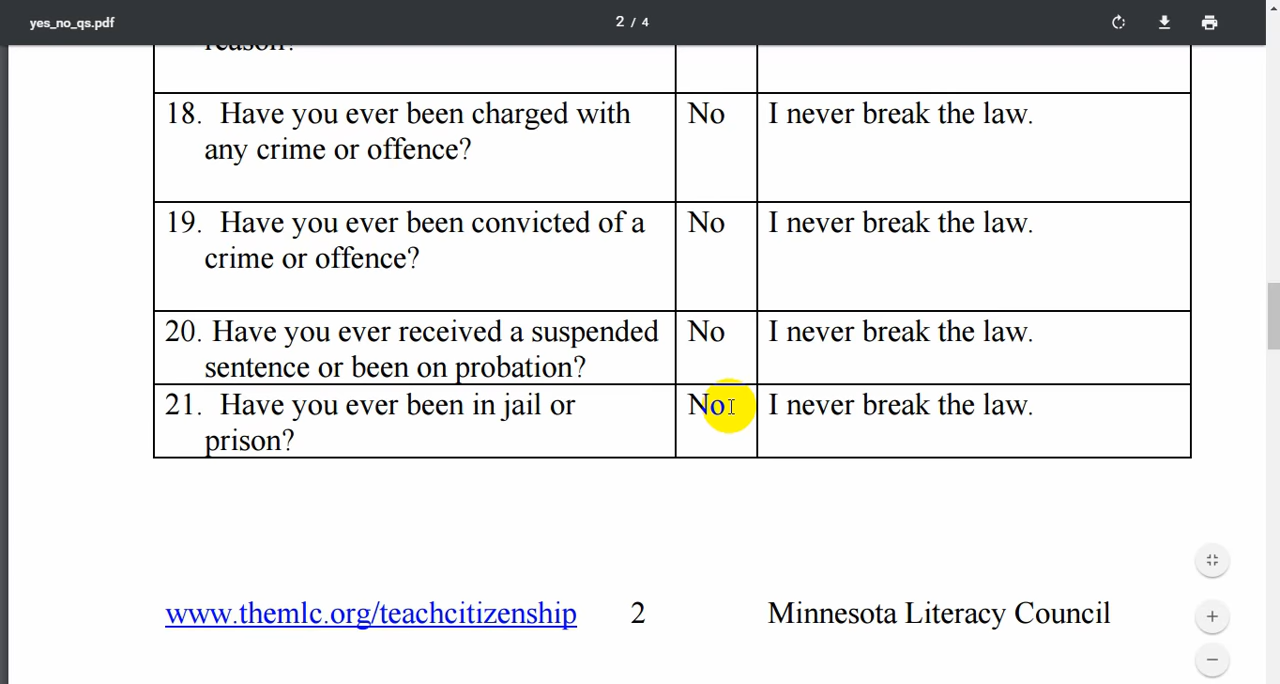 yes_no_qs.pdf
2 / 4
reason?
18. Have you ever been charged with
any crime or offence?
No
I never break the law.
19. Have you ever been convicted of a
crime or offence?
No
I never break the law.
20. Have you ever received a suspended
sentence or been on probation?
No
I never break the law.
21. Have you ever been in jail or
prison?
No
I never break the law.
www.themlc.org/teachcitizenship
2
Minnesota Literacy Council